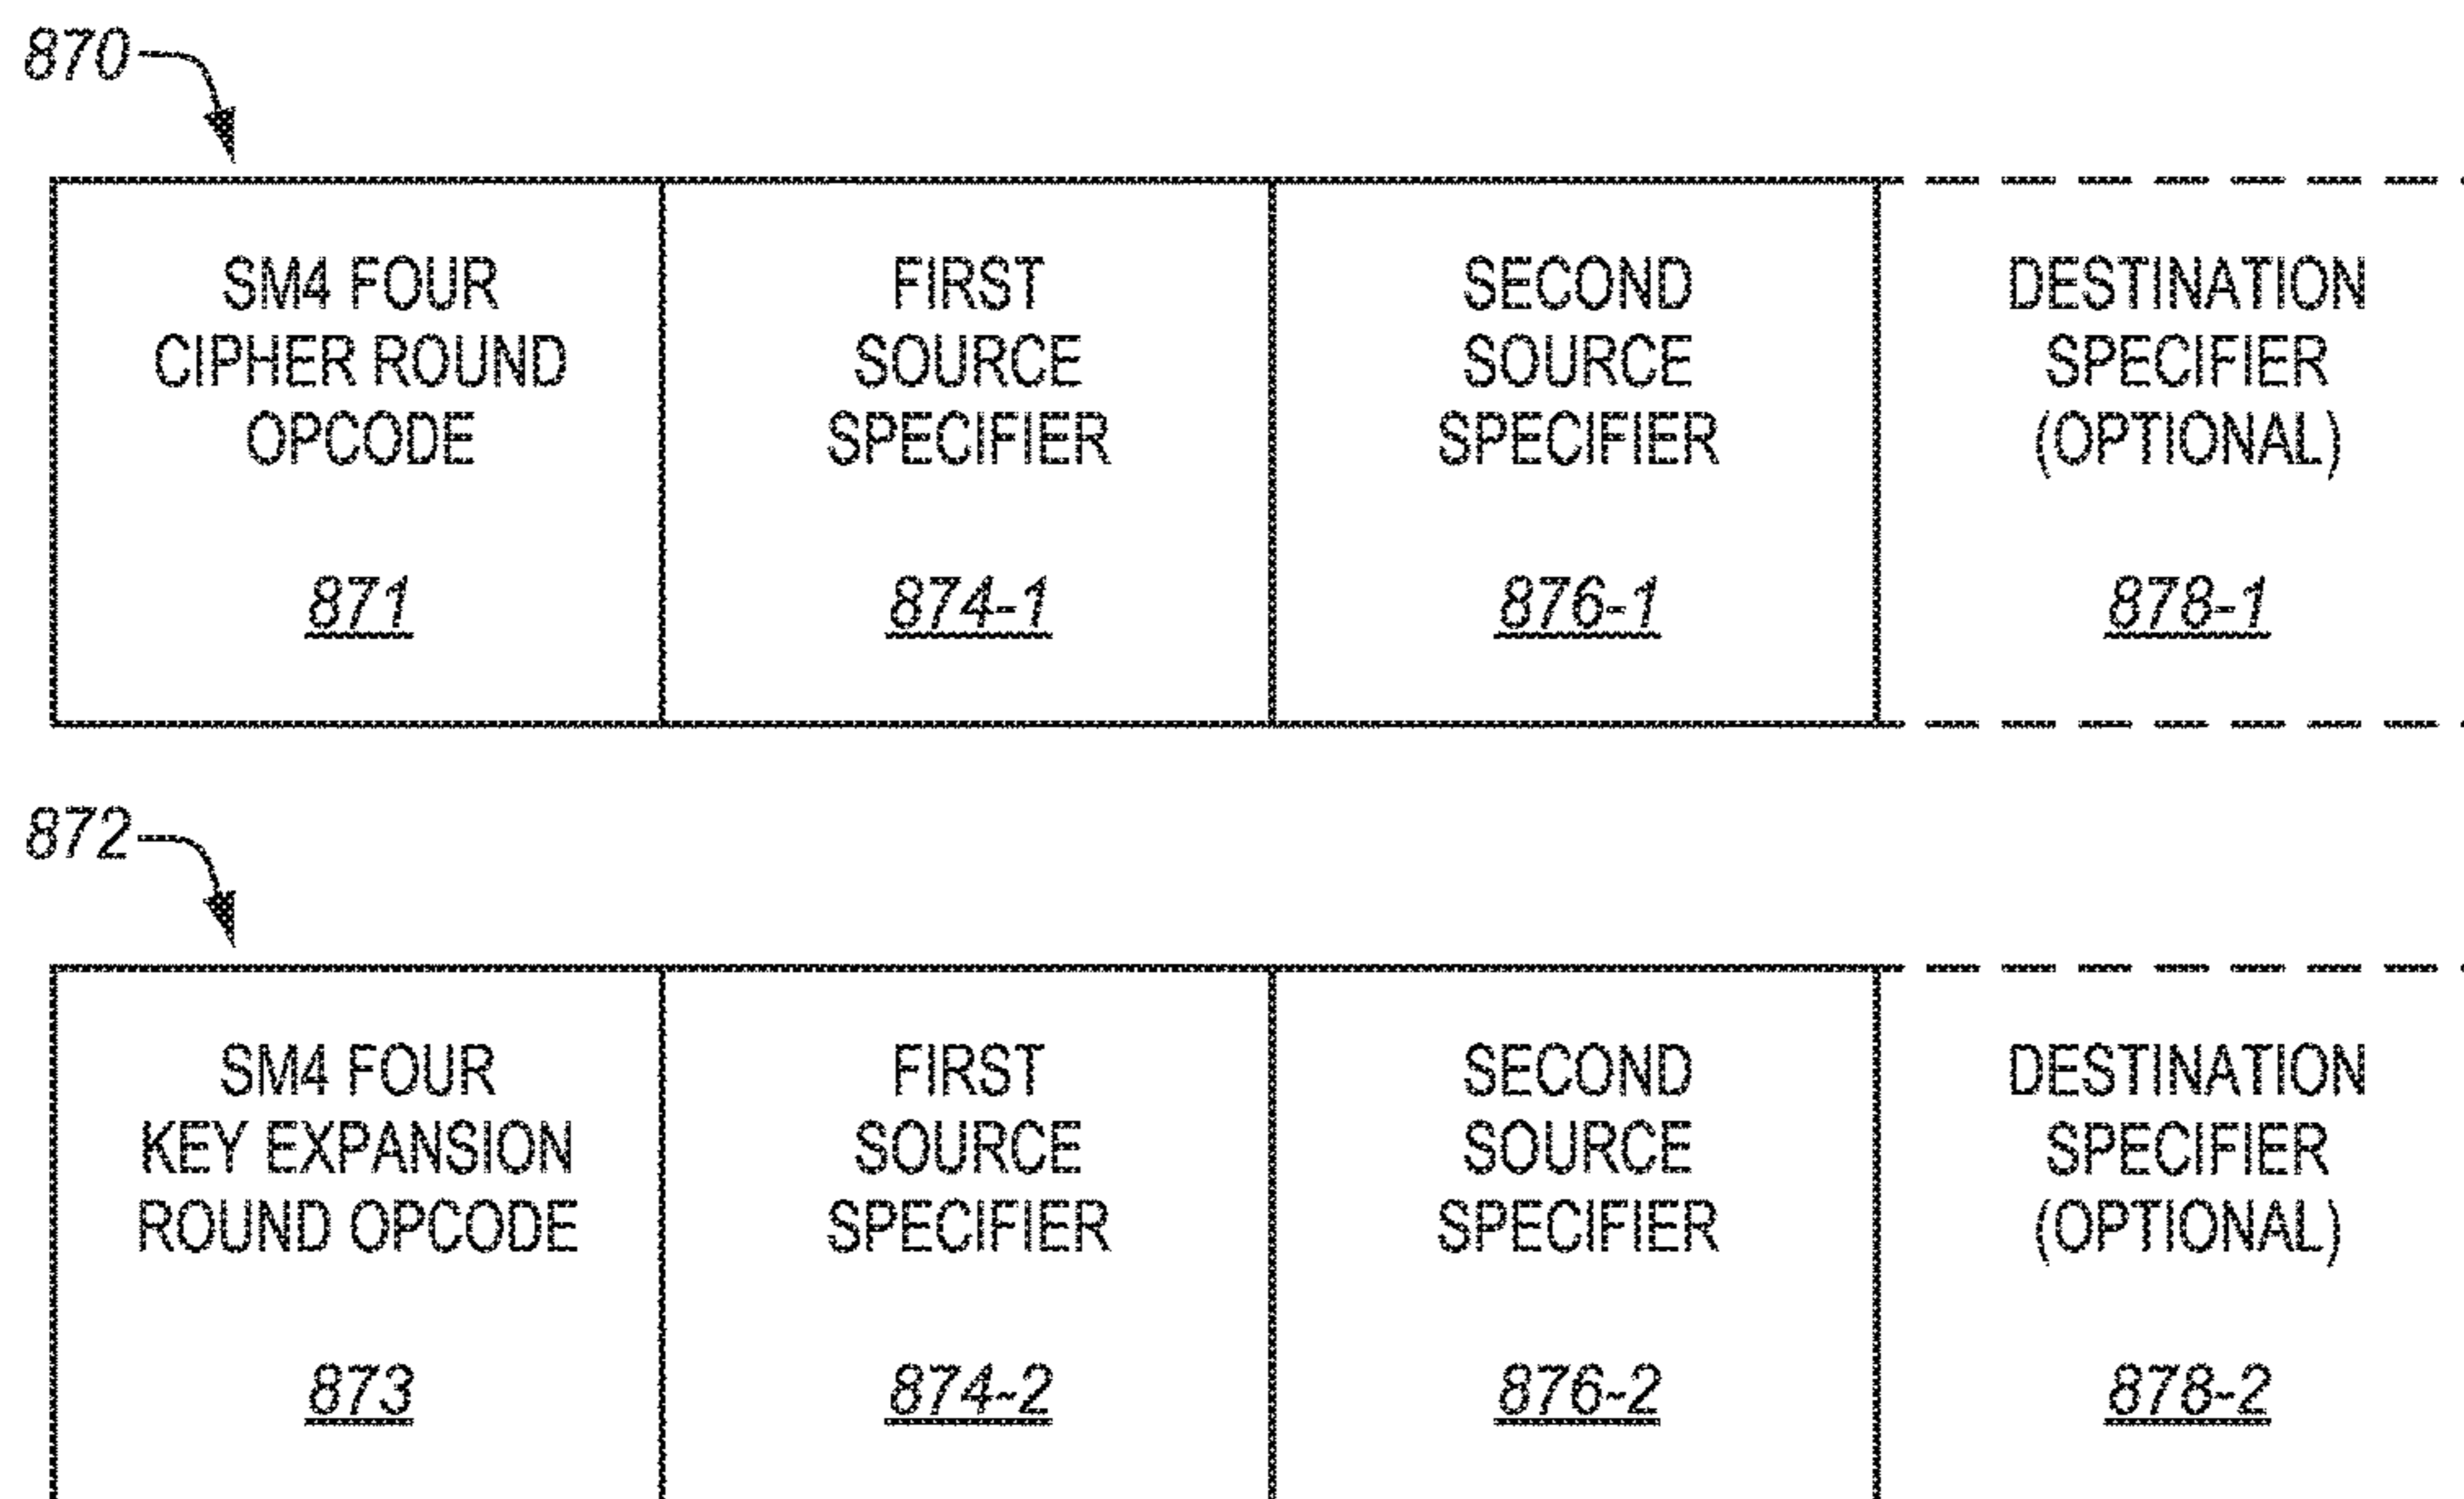 870
SM4 FOUR
CIPHER ROUND
OPCODE
871
FIRST
SOURCE
SPECIFIER
874-1
SECOND
SOURCE
SPECIFIER
876-1
DESTINATION
SPECIFIER
(OPTIONAL)
878-1
872
SM4 FOUR
KEY EXPANSION
ROUND OPCODE
873
FIRST
SOURCE
SPECIFIER
874-2
SECOND
SOURCE
SPECIFIER
876-2
DESTINATION
SPECIFIER
(OPTIONAL)
878-2